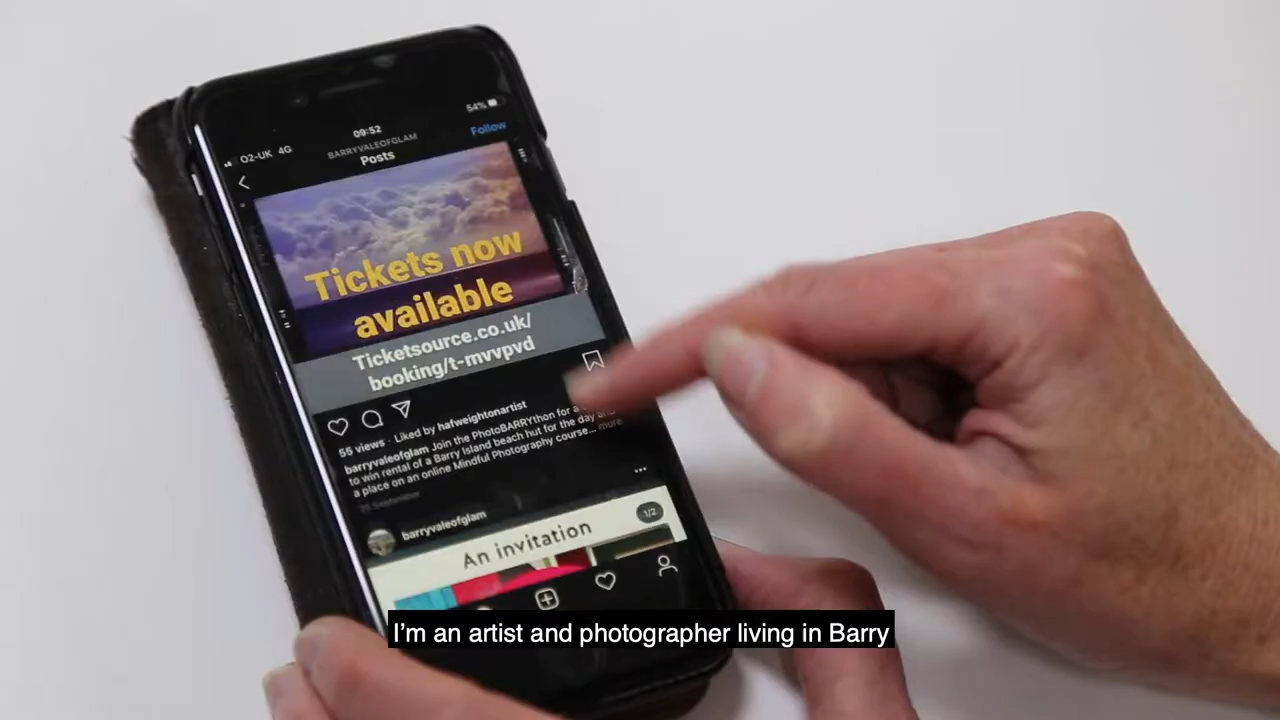 54%
09:52
O2-UK 4G
BARRYVALEOFGLAM
Follow
Posts
Tickets now
available
Ticketsource.co.uk/
booking/t-mvvpvd
55 views · Liked by hafweightonartist
barryvaleofglam Join the PhotoBARRYthon for a
to win rental of a Barry Island beach hut for the day and
a place on an online Mindful Photography course... more
25 September
barryvaleofglam
An invitation
1/2
I'm an artist and photographer living in Barry